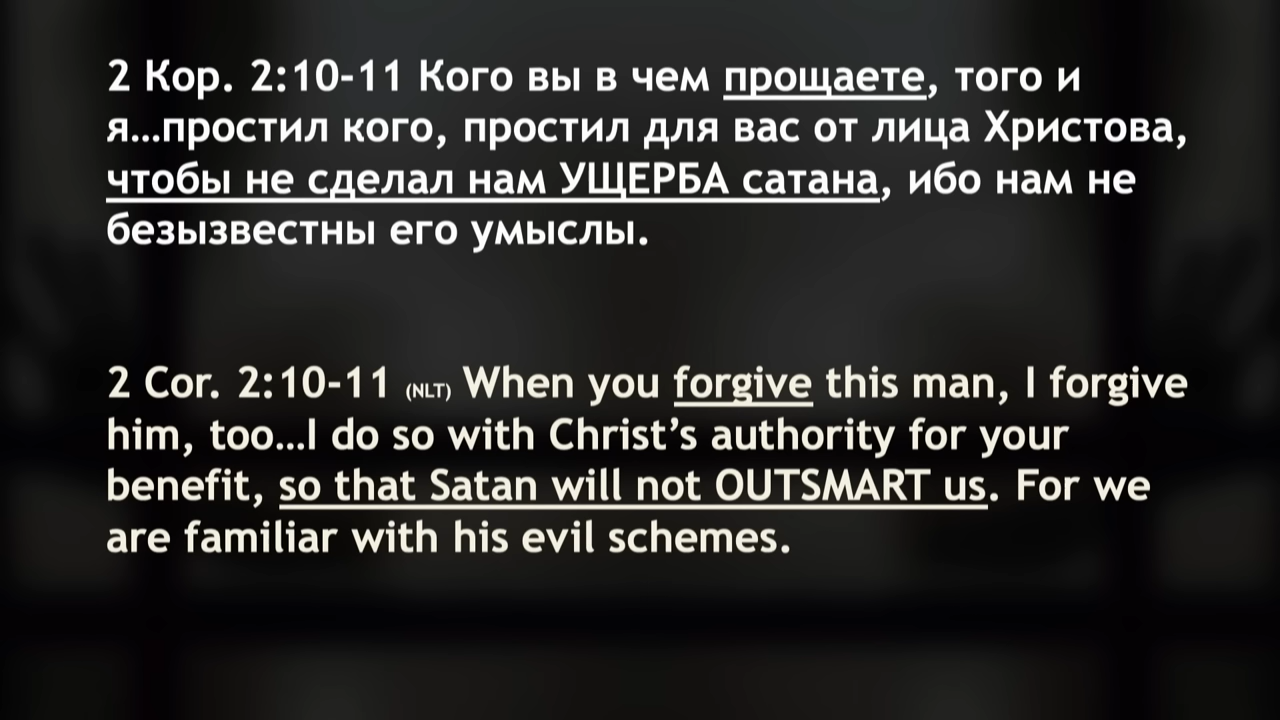 2 Кор. 2:10-11 Кого вы в чем прощаете, того и
я...простил кого, простил для вас от лица Христова,
чтобы не сделал нам УЩЕРБА сатана, ибо нам не
безызвестны его умыслы.
2 Cor. 2:10-11 (NLT) When you forgive this man, I forgive
him, too...I do so with Christ's authority for your
benefit, so that Satan will not OUTSMART us. For we
are familiar with his evil schemes.